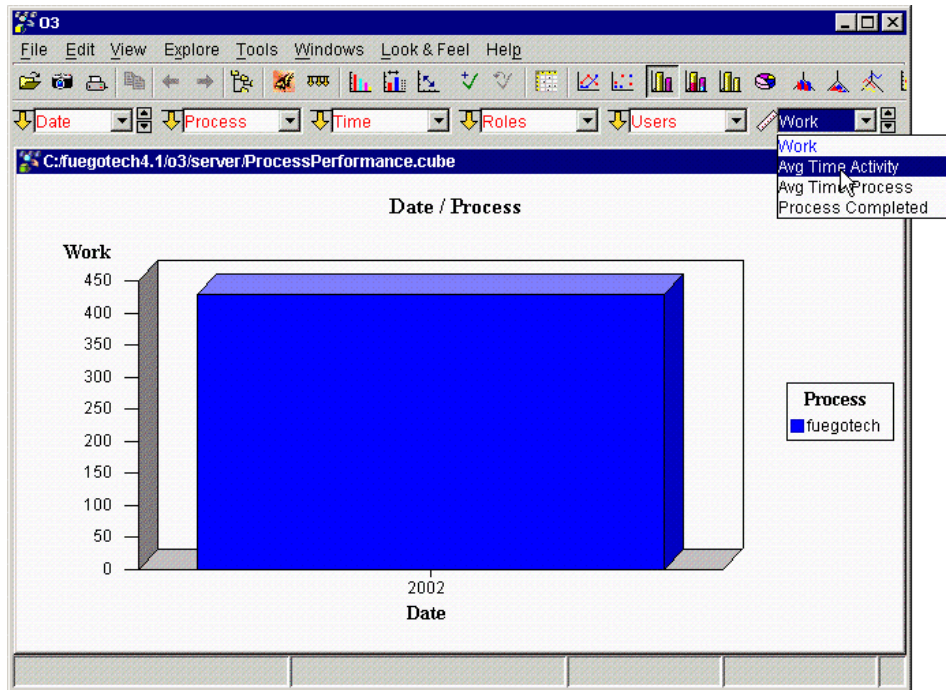 O3
File Edit View Explore Tools Windows Look & Feel Help
Date Process Time Roles Users Work
Work
Avg Time Activity
Avg Time Process
Process Completed
C:/fuegotech4.1/o3/server/ProcessPerformance.cube
Date / Process
Work
450
400
350
300
250
200
150
100
50
0
2002
Date
Process
fuegotech